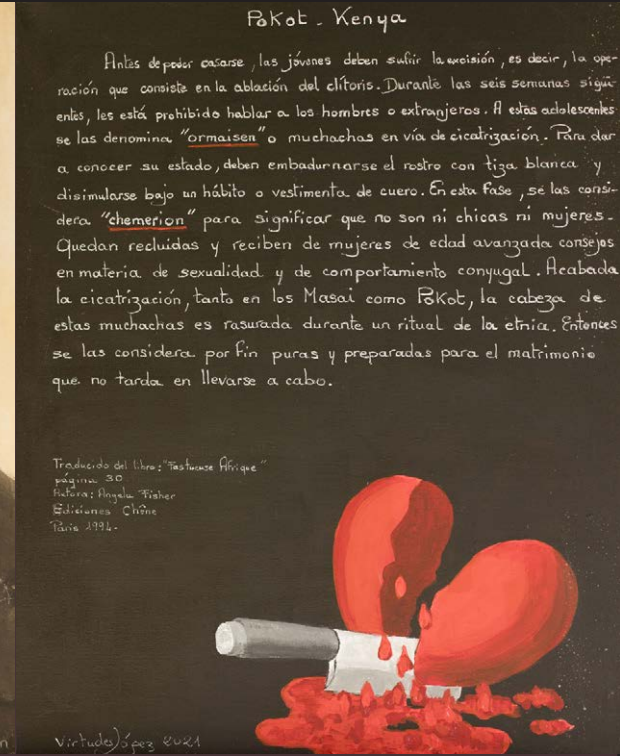 Pokot - Kenya
Antes de poder casarse, las jóvenes deben sufrir la excisión, es decir, la ope-
ración que consiste en la ablación del clítoris. Durante las seis semanas sigui-
entes, les está prohibido hablar a los hombres o extranjeros. A estas adolescentes
se las denomina "ormaisen" o muchachas en vía de cicatrización. Para dar
a conocer su estado, deben embadurnarse el rostro con tiza blanca y
disimularse bajo un hábito o vestimenta de cuero. En esta fase, se las consi-
dera "chemerion" para significar que no son ni chicas ni mujeres.
Quedan recluidas y reciben de mujeres de edad avanzada consejos
en materia de sexualidad y de comportamiento conyugal. Acabada
la cicatrización, tanto en los Masai como Pokot, la cabeza de
estas muchachas es rasurada durante un ritual de la etnia. Entonces
se las considera por fin puras y preparadas para el matrimonio
que no tarda en llevarse a cabo.
Traducido del libro: "Fastueuse Afrique"
página 30
Autora: Angela Fisher
Ediciones Chêne
París 1994-
Virtudes López 2021